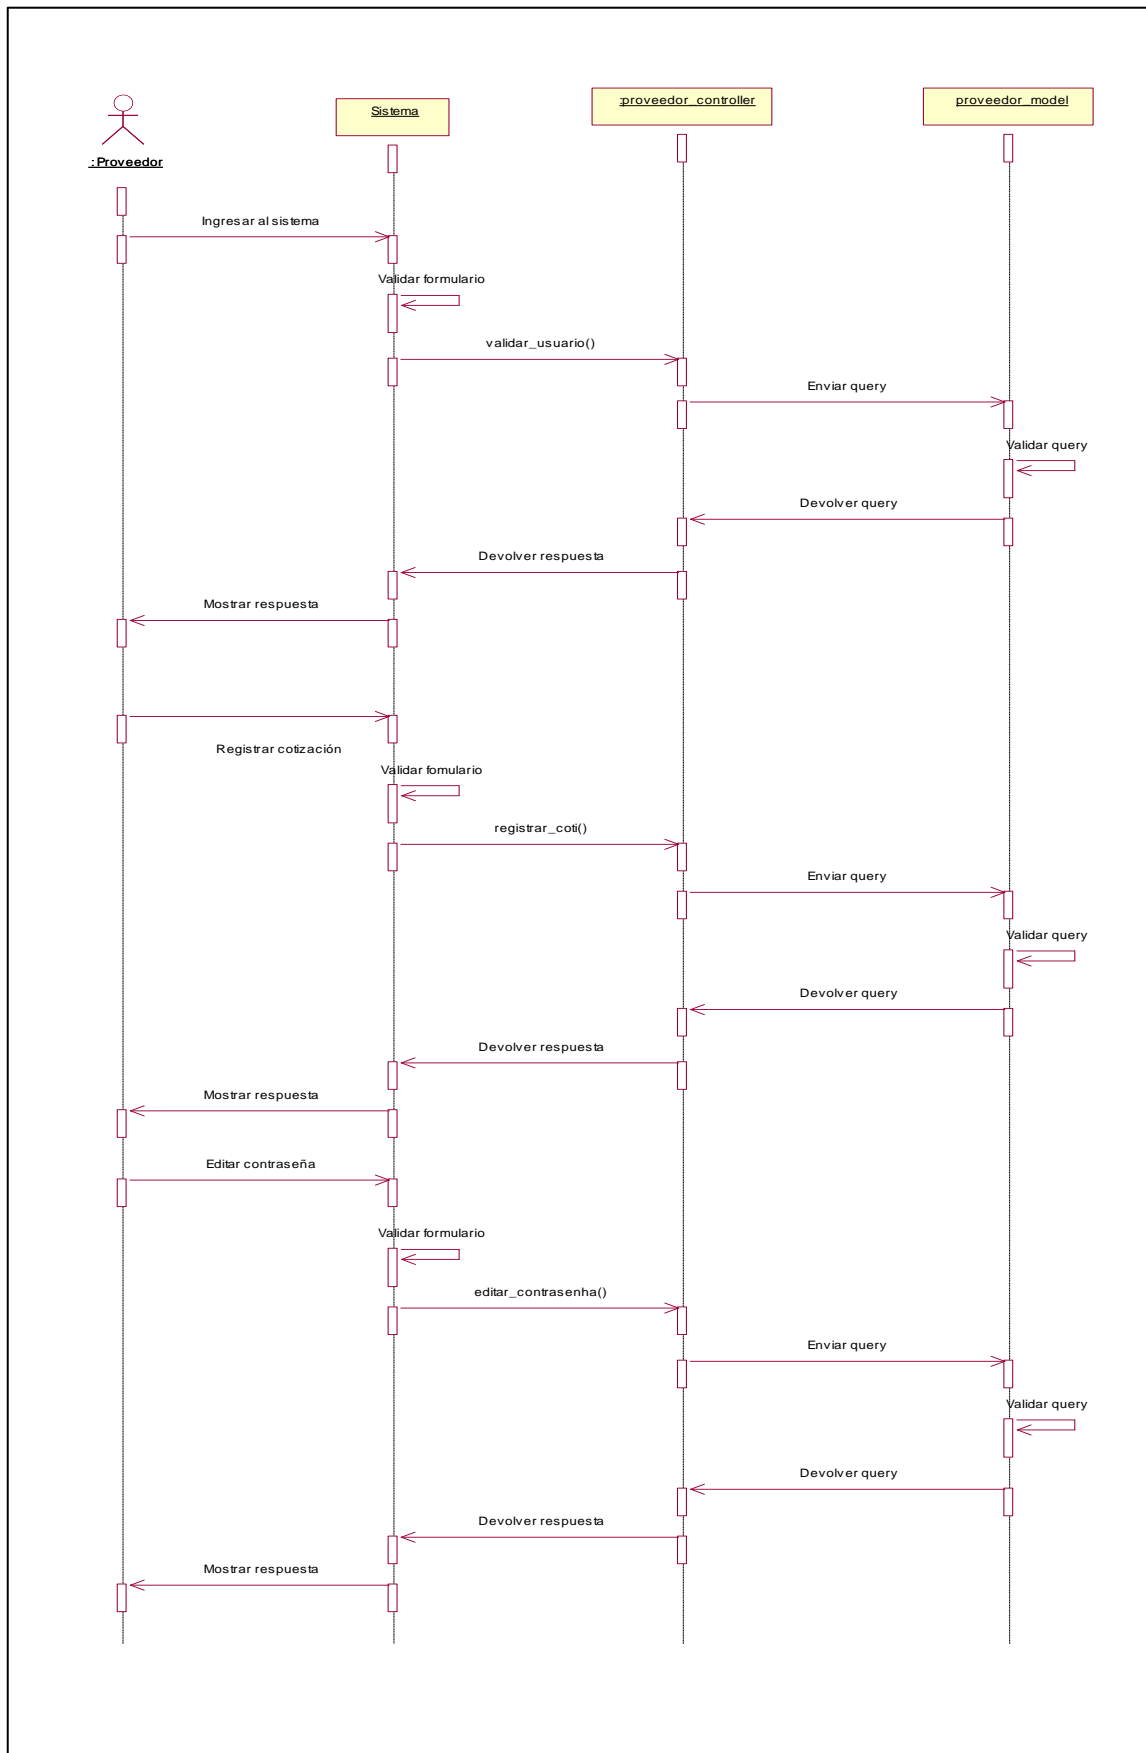 :Proveedor
Sistema
:proveedor_controller
proveedor_model
Ingresar al sistema
Validar formulario
validar_usuario()
Enviar query
Validar query
Devolver query
Devolver respuesta
Mostrar respuesta
Registrar cotización
Validar fomulario
registrar_coti()
Enviar query
Validar query
Devolver query
Devolver respuesta
Mostrar respuesta
Editar contraseña
Validar formulario
editar_contrasenha()
Enviar query
Validar query
Devolver query
Devolver respuesta
Mostrar respuesta